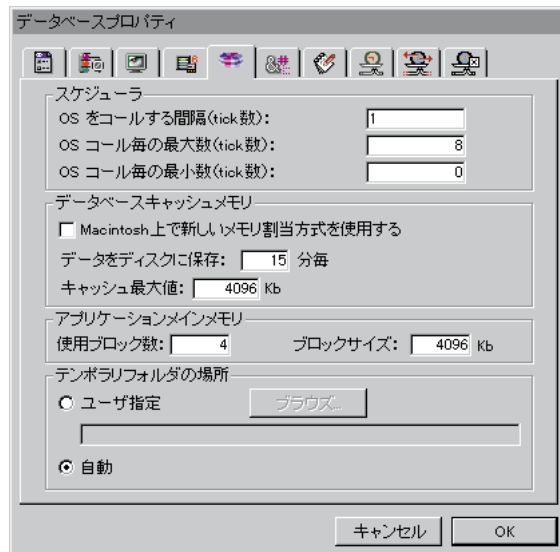 データベースプロパティ
スケジューラ
OS をコールする間隔(tick数): 1
OS コール毎の最大数(tick数): 8
OS コール毎の最小数(tick数): 0
データベースキャッシュメモリ
Macintosh上で新しいメモリ割当方式を使用する
データをディスクに保存: 15 分毎
キャッシュ最大値: 4096 Kb
アプリケーションメインメモリ
使用ブロック数: 4 ブロックサイズ: 4096 Kb
テンポラリフォルダの場所
ユーザ指定 ブラウズ...
自動
キャンセル OK